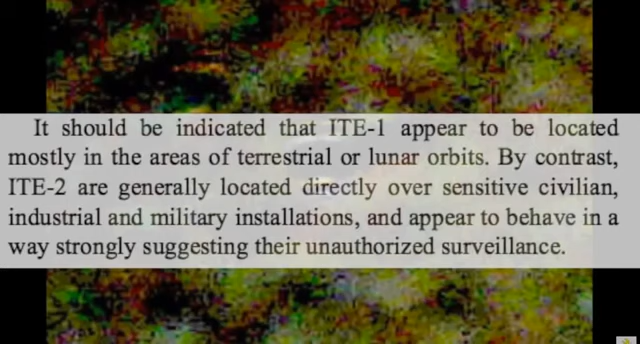 It should be indicated that ITE-1 appear to be located
mostly in the areas of terrestrial or lunar orbits. By contrast,
ITE-2 are generally located directly over sensitive civilian,
industrial and military installations, and appear to behave in a
way strongly suggesting their unauthorized surveillance.